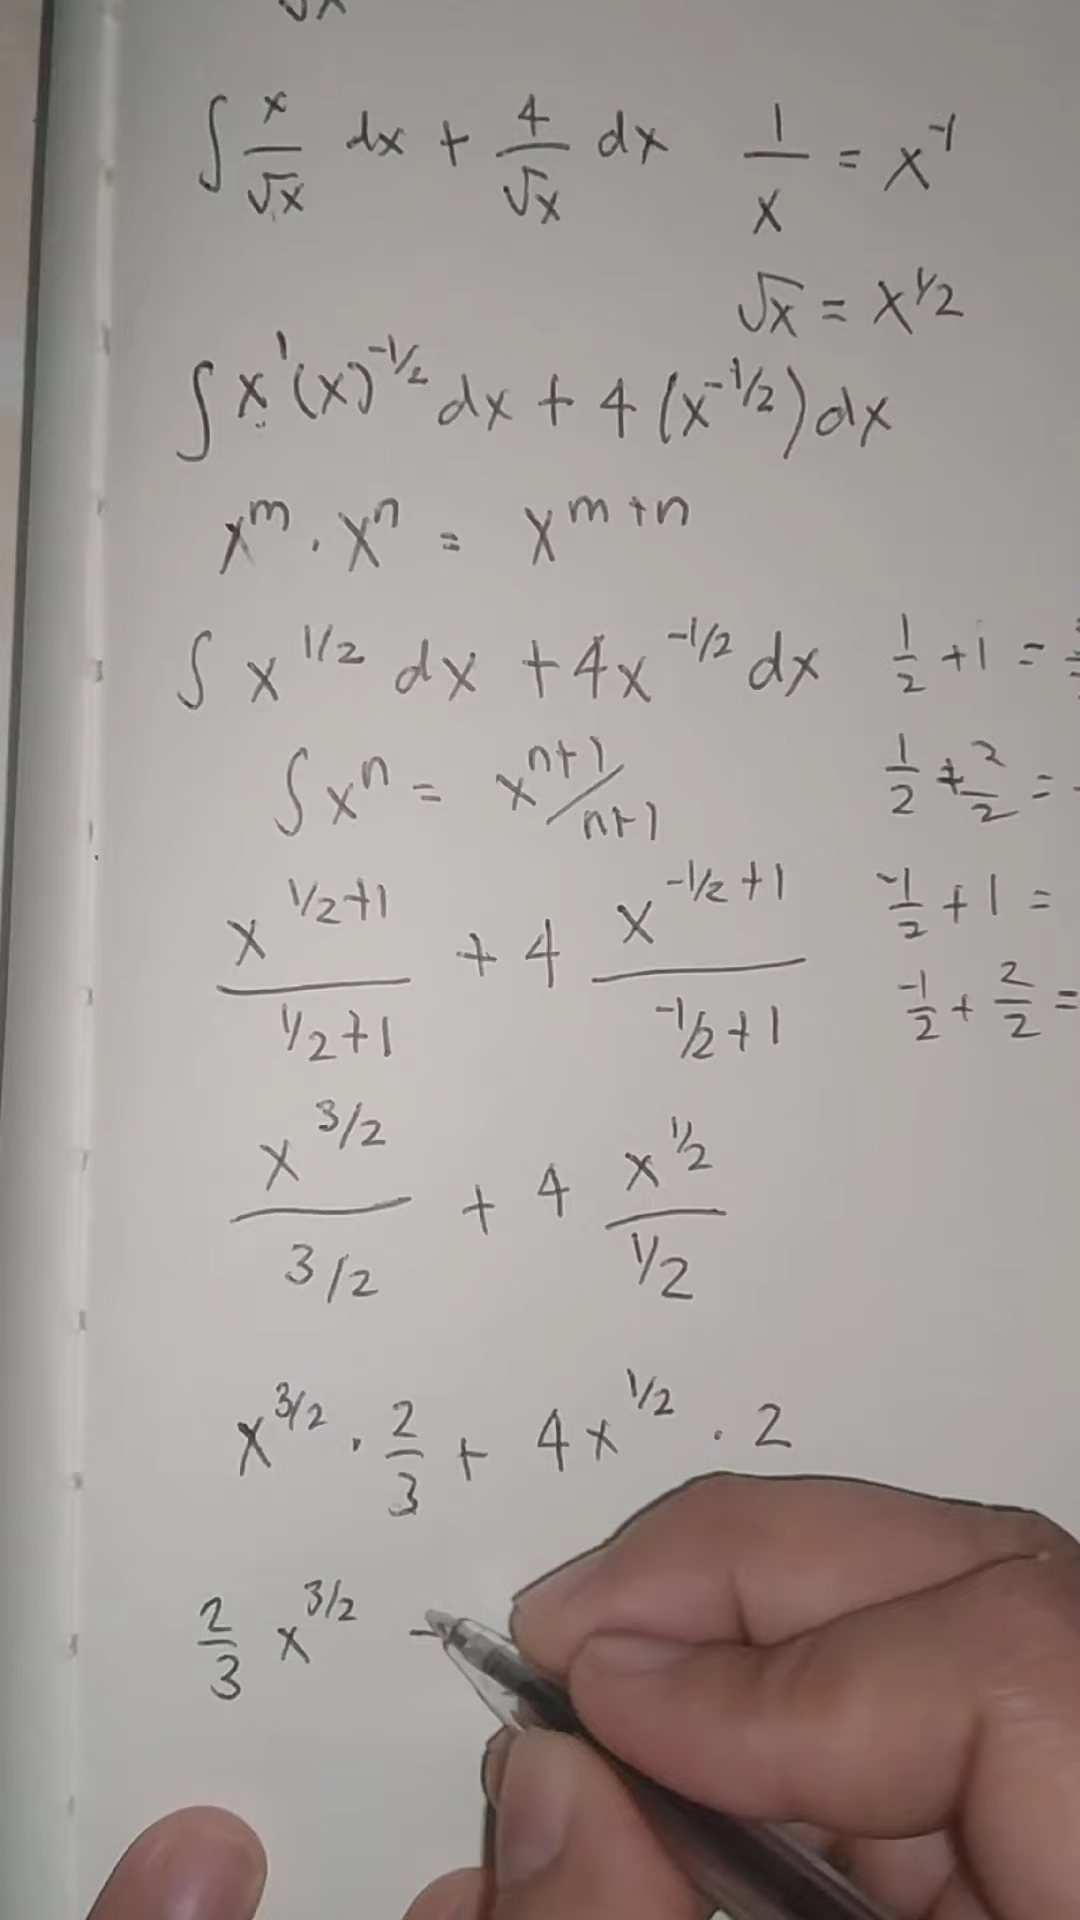 √x
∫ x/√x dx + 4/√x dx
1/x = x⁻¹
√x = x^1/2
∫ x¹(x)^-1/2 dx + 4(x^-1/2)dx
x^m · x^n = x^m+n
∫ x^1/2 dx + 4x^-1/2 dx
1/2 + 1 =
∫ x^n = x^n+1/n+1
1/2 + 2/2 =
x^1/2+1 / 1/2+1 + 4 x^-1/2+1 / -1/2+1
-1/2 + 1 =
-1/2 + 2/2 =
x^3/2 / 3/2 + 4 x^1/2 / 1/2
x^3/2 · 2/3 + 4x^1/2 · 2
2/3 x^3/2 -